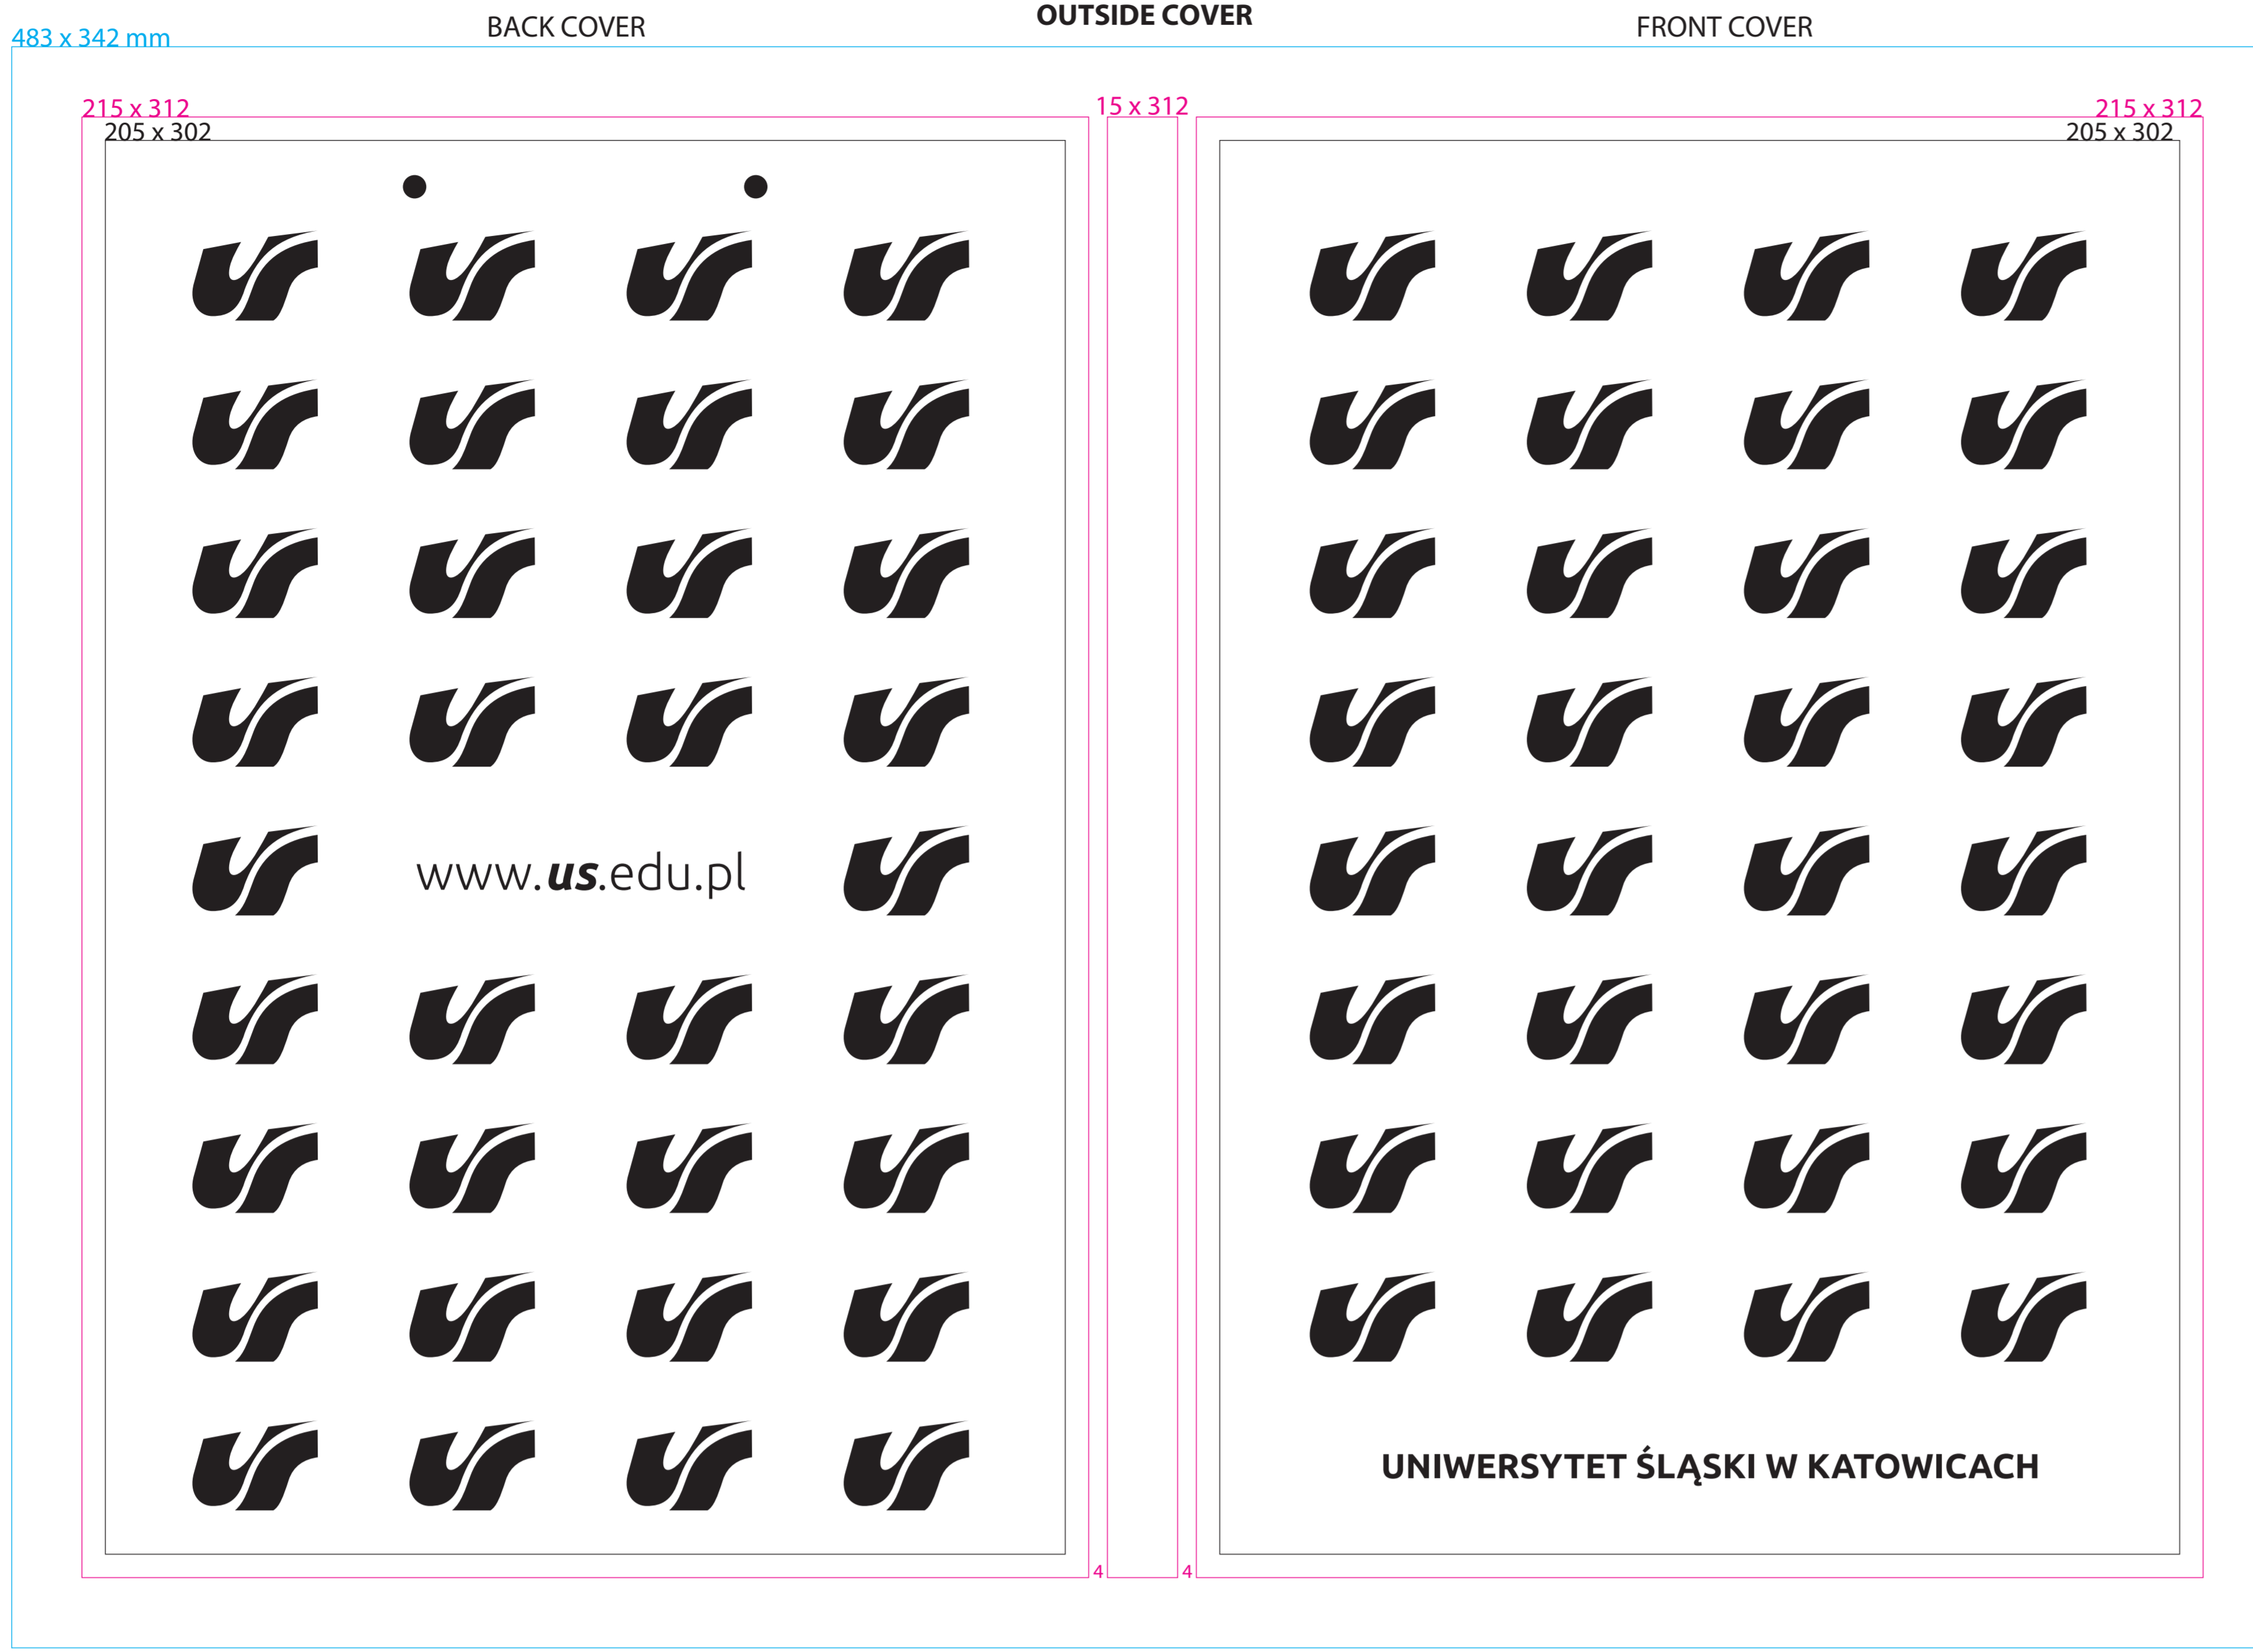 OUTSIDE COVER
BACK COVER
FRONT COVER
483 x 342 mm
215 x 312
15 x 312
215 x 312
205 x 302
205 x 302
www.us.edu.pl
UNIWERSYTET ŚLĄSKI W KATOWICACH
4
4